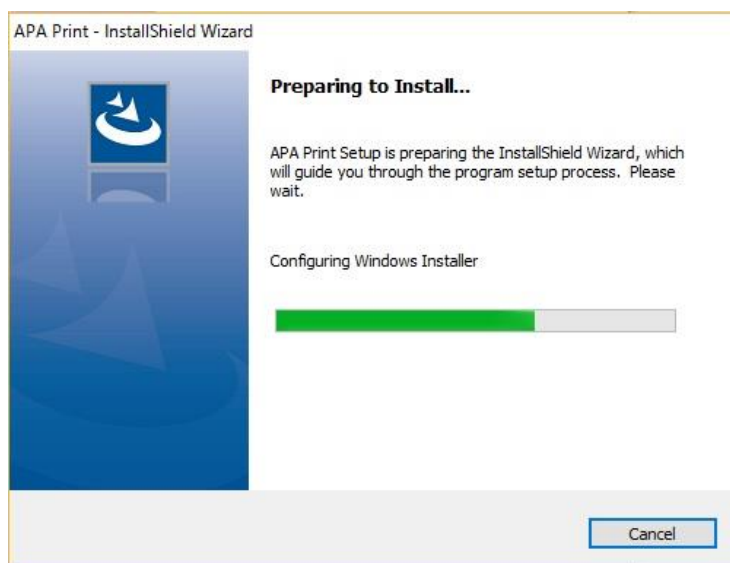 APA Print - InstallShield Wizard
Preparing to Install...
APA Print Setup is preparing the InstallShield Wizard, which
will guide you through the program setup process.  Please
wait.
Configuring Windows Installer
Cancel